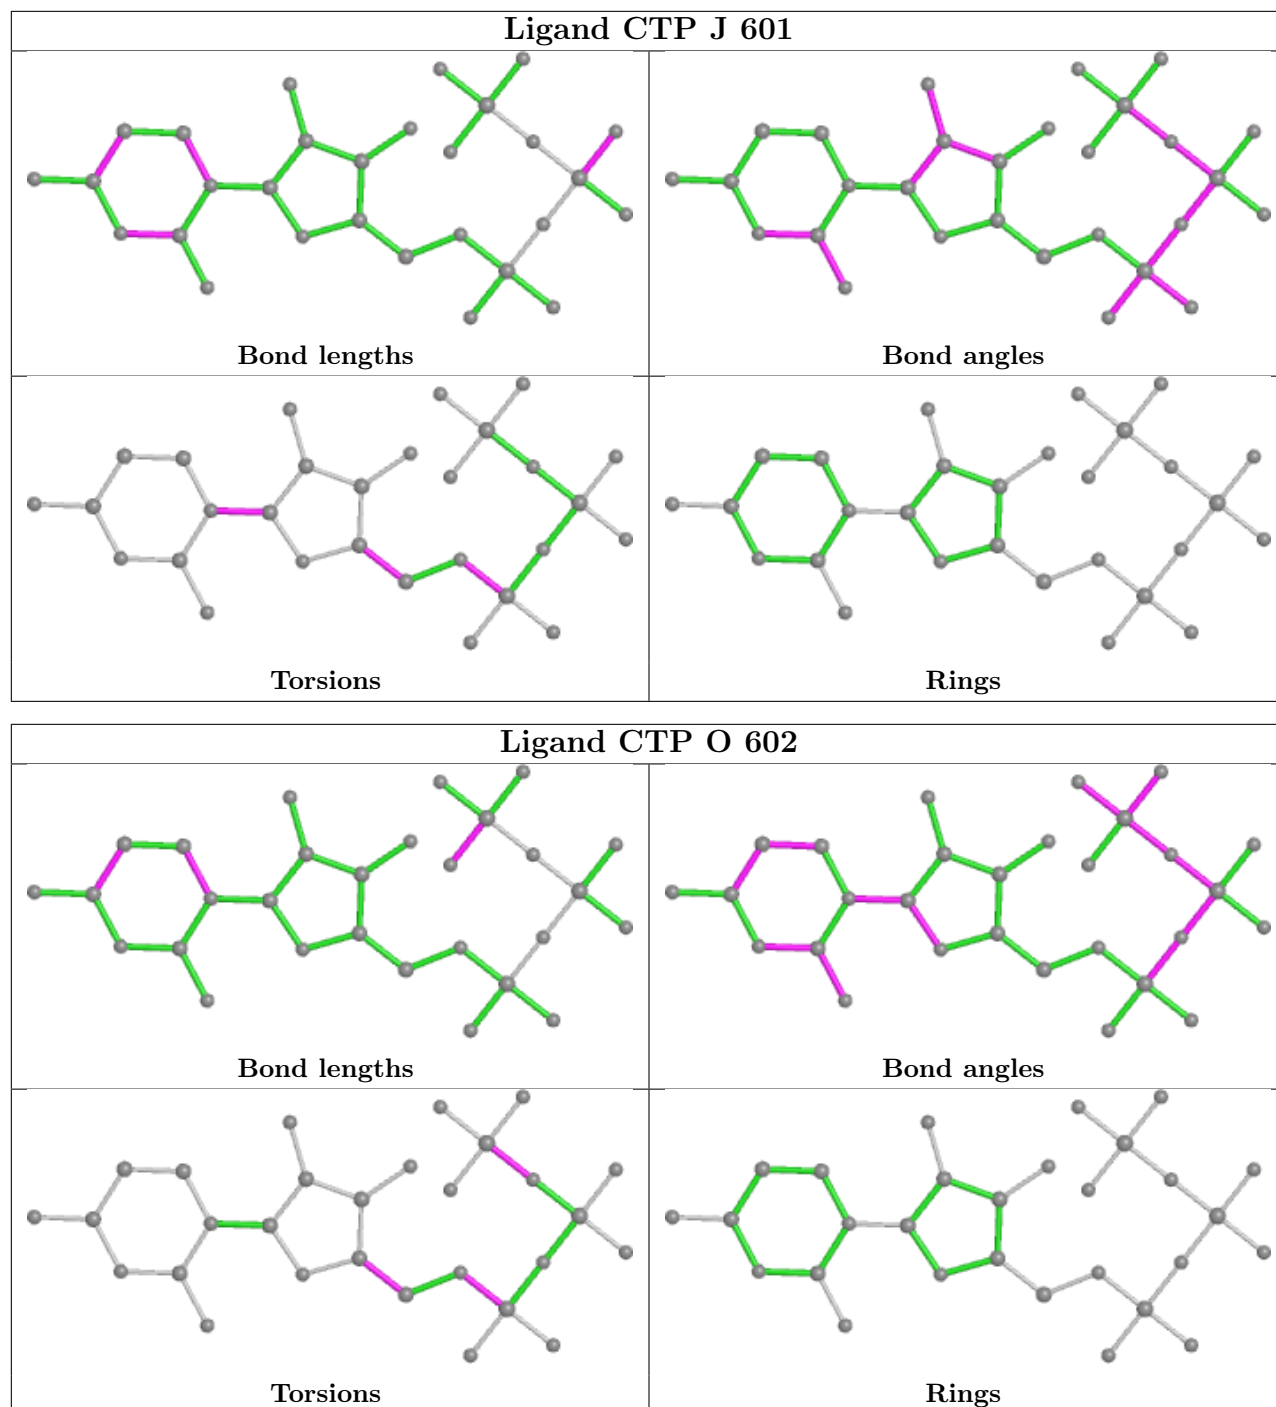 Ligand CTP J 601
Bond lengths
Bond angles
Torsions
Rings
Ligand CTP O 602
Bond lengths
Bond angles
Torsions
Rings